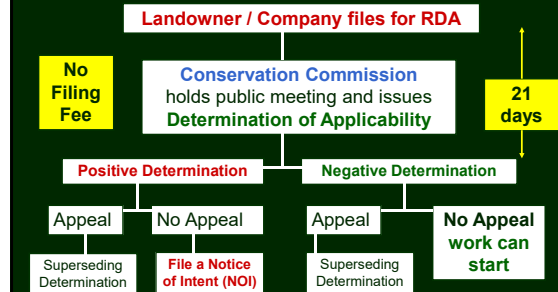 Landowner / Company files for RDA
No
Filing
Fee
Conservation Commission
holds public meeting and issues
Determination of Applicability
21
days
Positive Determination
Negative Determination
Appeal
No Appeal
Appeal
No Appeal
work can
start
Superseding
Determination
File a Notice
of Intent (NOI)
Superseding
Determination